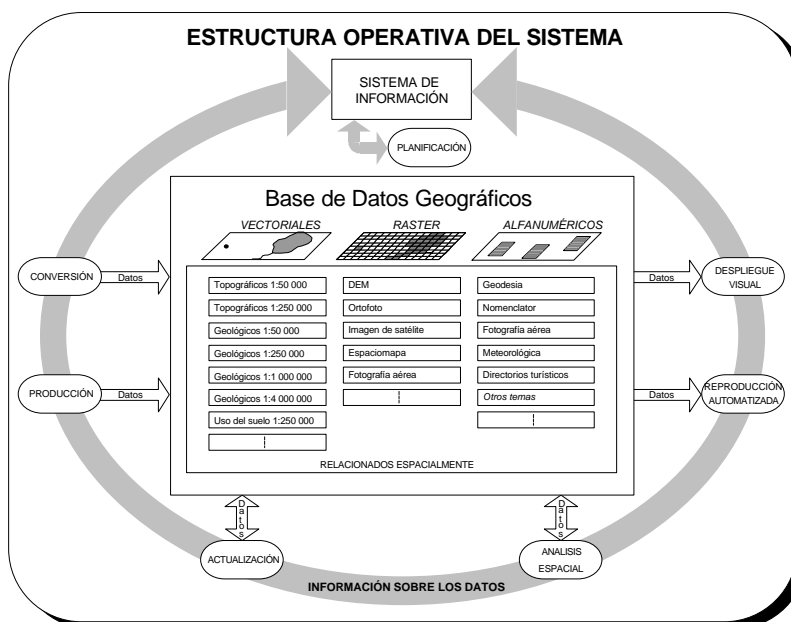 ESTRUCTURA OPERATIVA DEL SISTEMA
SISTEMA DE
INFORMACIÓN
PLANIFICACIÓN
Base de Datos Geográficos
VECTORIALES
RASTER
ALFANUMÉRICOS
CONVERSIÓN
Datos
PRODUCCIÓN
Datos
Topográficos 1:50 000
Topográficos 1:250 000
Geológicos 1:50 000
Geológicos 1:250 000
Geológicos 1:1 000 000
Geológicos 1:4 000 000
Uso del suelo 1:250 000
DEM
Ortofoto
Imagen de satélite
Espaciomapa
Fotografía aérea
Geodesia
Nomenclator
Fotografía aérea
Meteorológica
Directorios turísticos
Otros temas
RELACIONADOS ESPACIALMENTE
Datos
DESPLIEGUE
VISUAL
Datos
REPRODUCCIÓN
AUTOMATIZADA
Datos
ACTUALIZACIÓN
Datos
ANALISIS
ESPACIAL
INFORMACIÓN SOBRE LOS DATOS